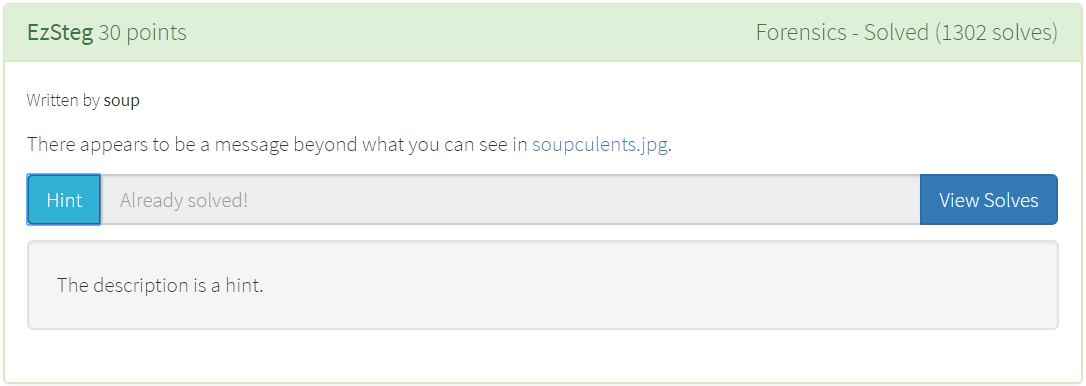 EzSteg 30 points Forensics - Solved (1302 solves)
Written by soup
There appears to be a message beyond what you can see in soupculents.jpg.
Hint Already solved! View Solves
The description is a hint.